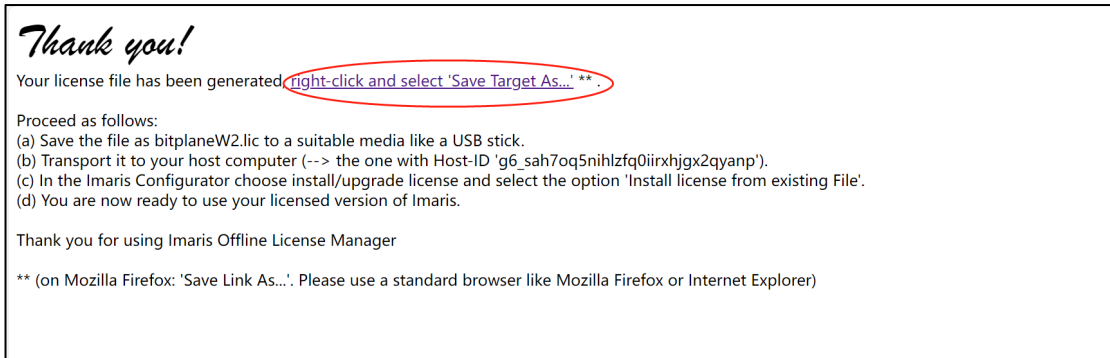 Thank you!
Your license file has been generated, right-click and select 'Save Target As...' ** .
Proceed as follows:
(a) Save the file as bitplaneW2.lic to a suitable media like a USB stick.
(b) Transport it to your host computer (--> the one with Host-ID 'g6_sah7oq5nihlzfq0iirxhjgx2qyanp').
(c) In the Imaris Configurator choose install/upgrade license and select the option 'Install license from existing File'.
(d) You are now ready to use your licensed version of Imaris.
Thank you for using Imaris Offline License Manager
** (on Mozilla Firefox: 'Save Link As...'. Please use a standard browser like Mozilla Firefox or Internet Explorer)